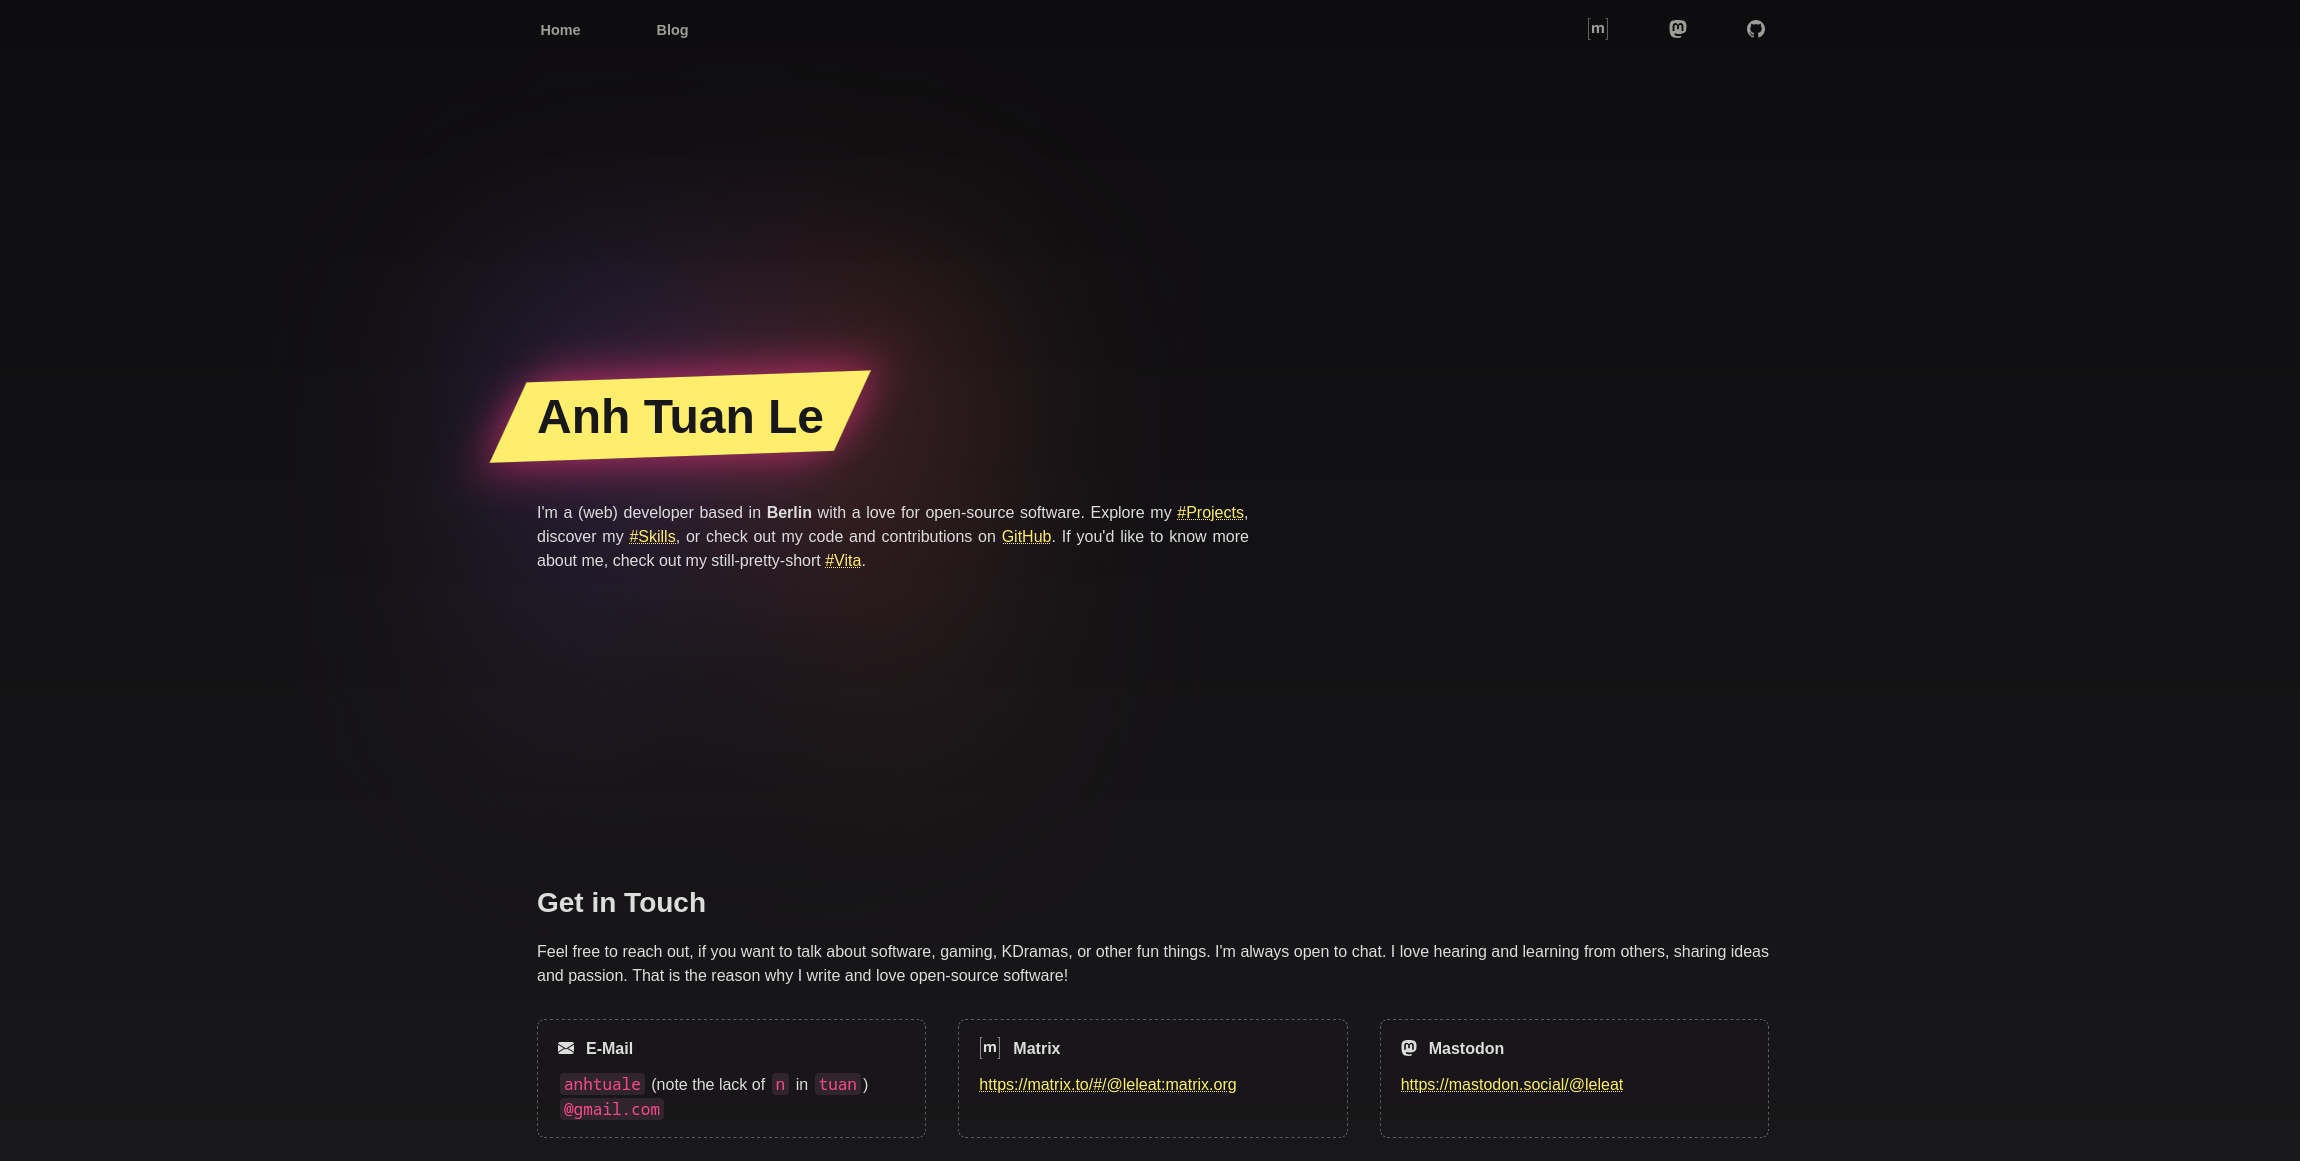 Home Blog [m]
Anh Tuan Le
I'm a (web) developer based in Berlin with a love for open-source software. Explore my #Projects,
discover my #Skills, or check out my code and contributions on GitHub. If you'd like to know more
about me, check out my still-pretty-short #Vita.
Get in Touch
Feel free to reach out, if you want to talk about software, gaming, KDramas, or other fun things. I'm always open to chat. I love hearing and learning from others, sharing ideas
and passion. That is the reason why I write and love open-source software!
E-Mail
anhtuale (note the lack of n in tuan)
@gmail.com
[m] Matrix
https://matrix.to/#/@leleat:matrix.org
Mastodon
https://mastodon.social/@leleat